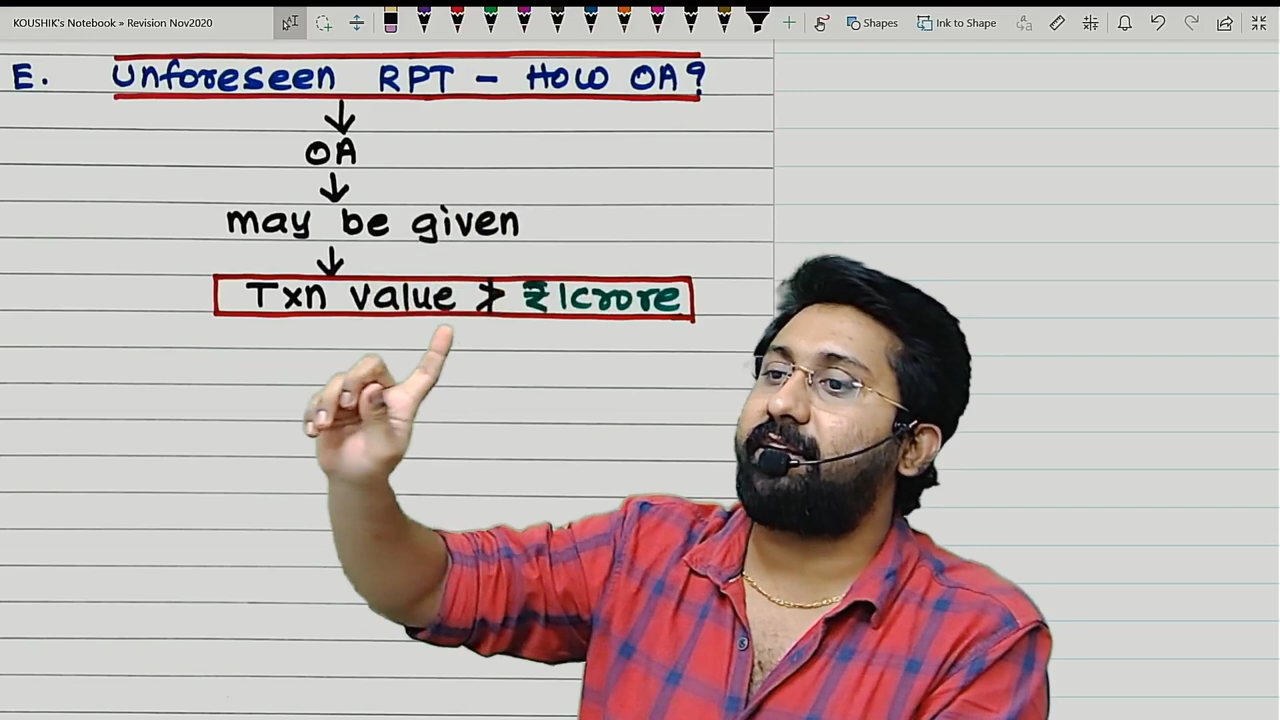 KOUSHIK's Notebook » Revision Nov2020
Shapes
Ink to Shape
E. Unforeseen RPT - How OA?
↓
OA
↓
may be given
↓
Txn value ≯ ₹1crore